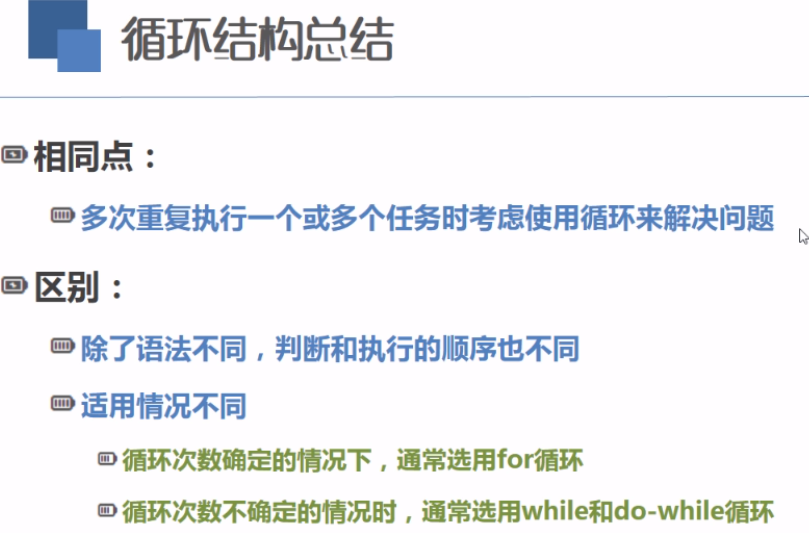 循环结构总结
相同点：
多次重复执行一个或多个任务时考虑使用循环来解决问题
区别：
除了语法不同，判断和执行的顺序也不同
适用情况不同
循环次数确定的情况下，通常选用for循环
循环次数不确定的情况时，通常选用while和do-while循环